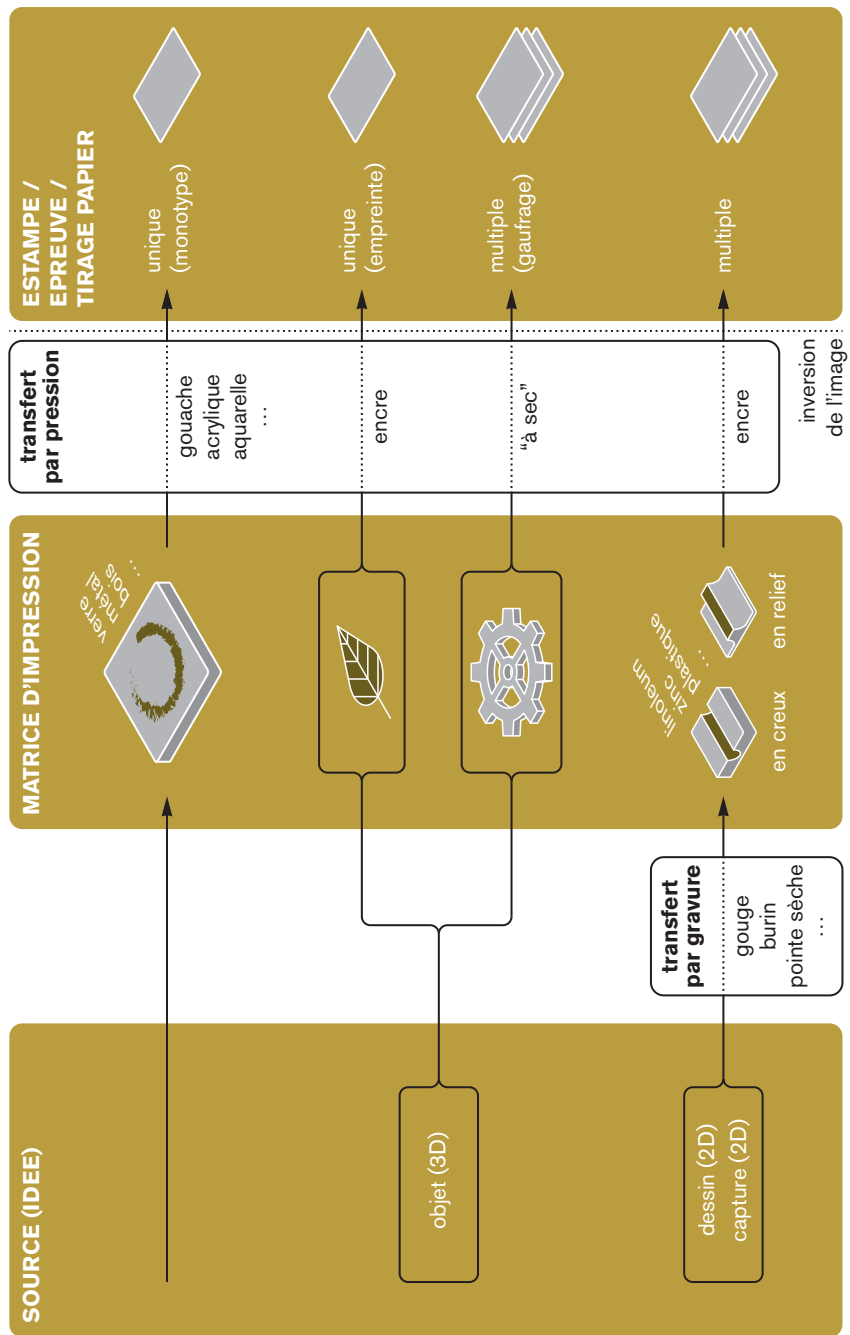 SOURCE (IDEE)
objet (3D)
dessin (2D)
capture (2D)
transfert
par gravure
gouge
burin
pointe sèche
...
MATRICE D'IMPRESSION
verre
métal
bois
...
linoleum
zinc
plastique
...
en creux
en relief
transfert
par pression
gouache
acrylique
aquarelle
...
encre
“à sec”
encre
inversion
de l'image
ESTAMPE /
EPREUVE /
TIRAGE PAPIER
unique
(monotype)
unique
(empreinte)
multiple
(gaufrage)
multiple